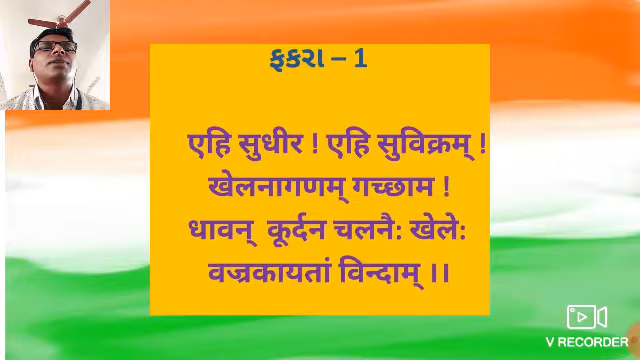 ફકરા – 1
एहि सुधीर ! एहि सुविक्रम् !
खेलनागणम् गच्छाम !
धावन् कूर्दन चलनै: खेले:
वज्रकायतां विन्दाम् ।।
V RECORDER